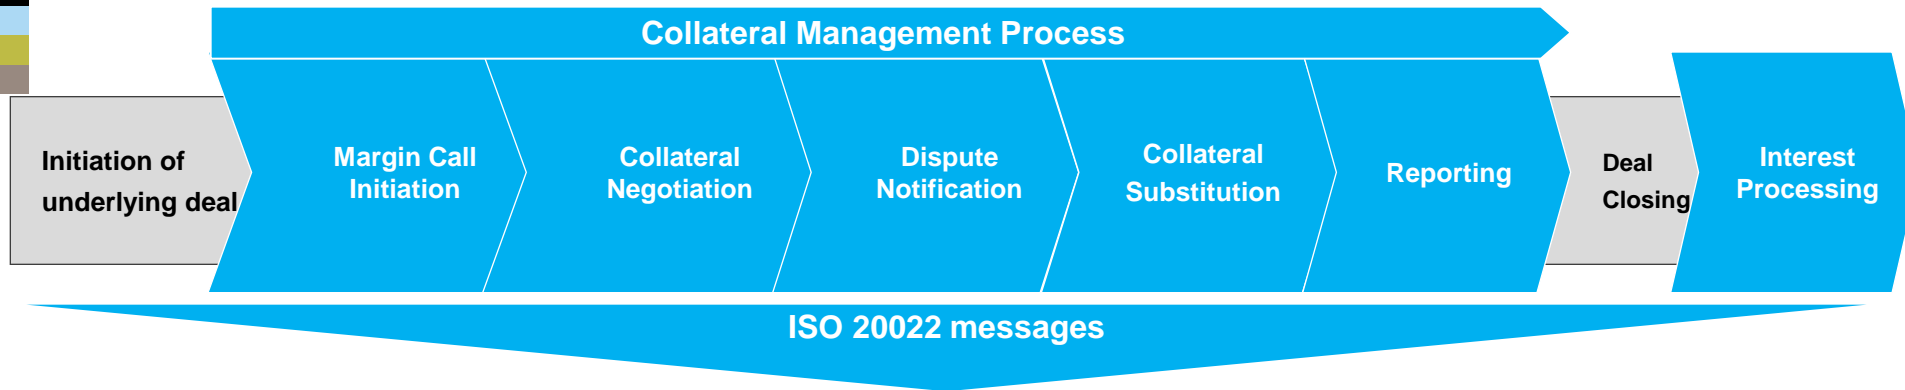 Collateral Management Process
Initiation of
underlying deal
Margin Call
Initiation
Collateral
Negotiation
Dispute
Notification
Collateral
Substitution
Reporting
Deal
Closing
Interest
Processing
ISO 20022 messages